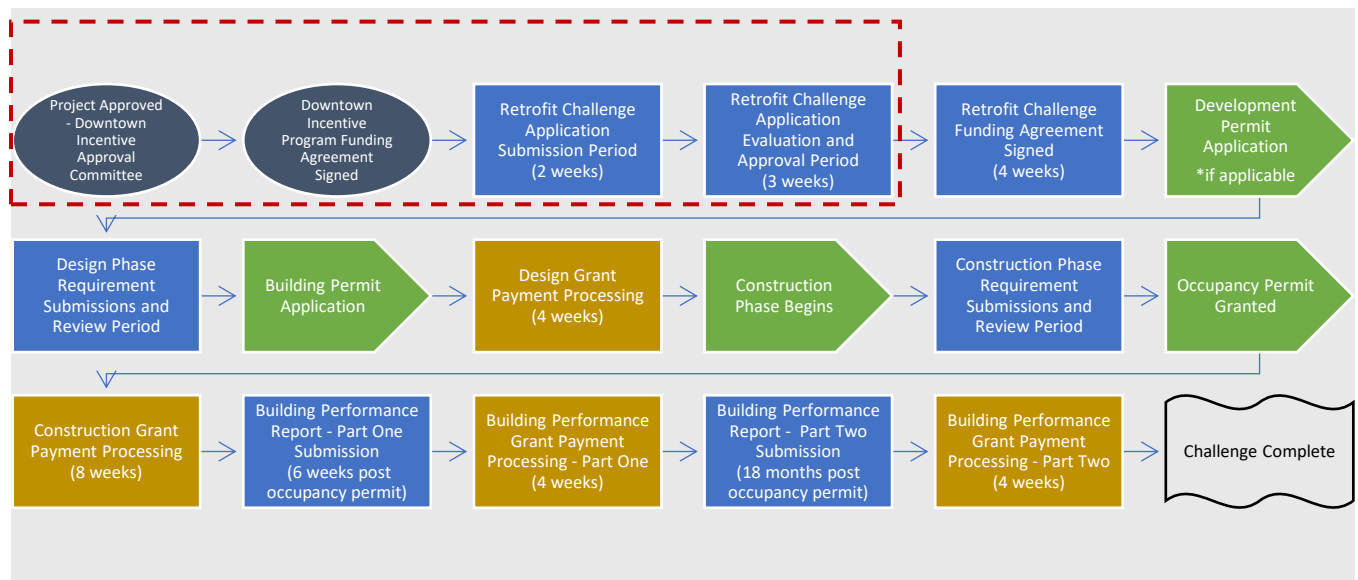 Project Approved
- Downtown
Incentive
Approval
Committee
Downtown
Incentive
Program Funding
Agreement
Signed
Retrofit Challenge
Application
Submission Period
(2 weeks)
Retrofit Challenge
Application
Evaluation and
Approval Period
(3 weeks)
Retrofit Challenge
Funding Agreement
Signed
(4 weeks)
Development
Permit
Application
*if applicable
Design Phase
Requirement
Submissions and
Review Period
Building Permit
Application
Design Grant
Payment Processing
(4 weeks)
Construction
Phase Begins
Construction Phase
Requirement
Submissions and
Review Period
Occupancy Permit
Granted
Construction Grant
Payment Processing
(8 weeks)
Building Performance
Report - Part One
Submission
(6 weeks post
occupancy permit)
Building Performance
Grant Payment
Processing - Part One
(4 weeks)
Building Performance
Report - Part Two
Submission
(18 months post
occupancy permit)
Building Performance
Grant Payment
Processing - Part Two
(4 weeks)
Challenge Complete